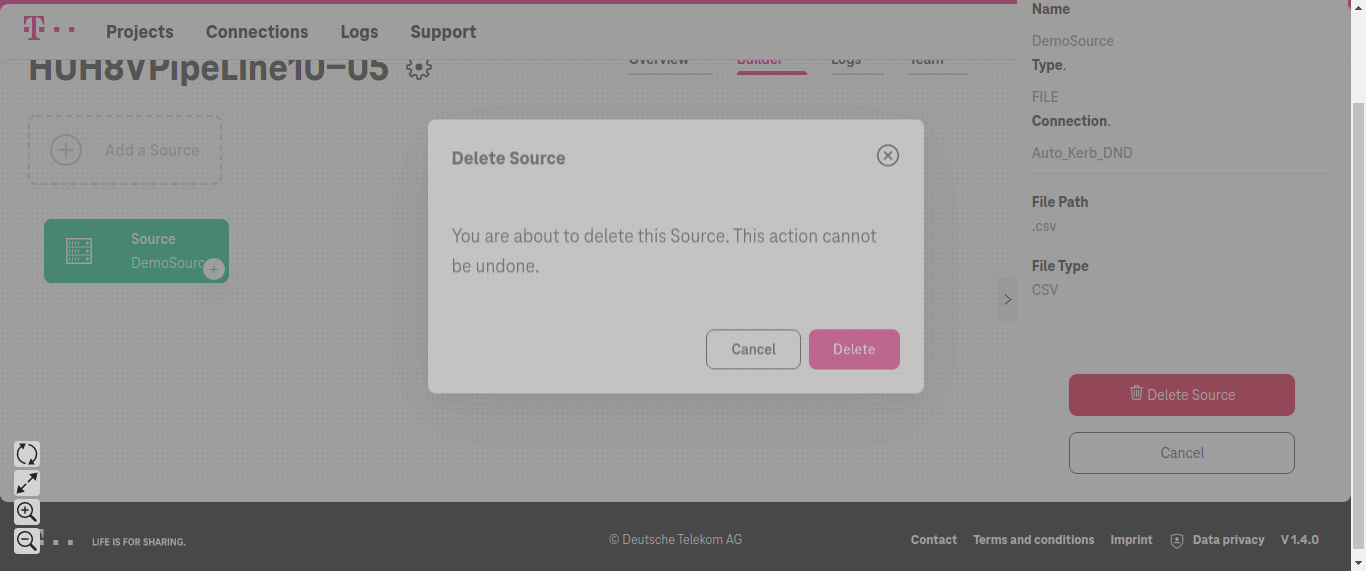 T
Projects
Connections
Logs
Support
HUH8VPipeLine10-05
Overview
Builder
Logs
Team
Add a Source
Source
DemoSourc
Delete Source
You are about to delete this Source. This action cannot
be undone.
Cancel
Delete
Name
DemoSource
Type.
FILE
Connection.
Auto_Kerb_DND
File Path
.csv
File Type
CSV
Delete Source
Cancel
LIFE IS FOR SHARING.
© Deutsche Telekom AG
Contact
Terms and conditions
Imprint
Data privacy
V 1.4.0